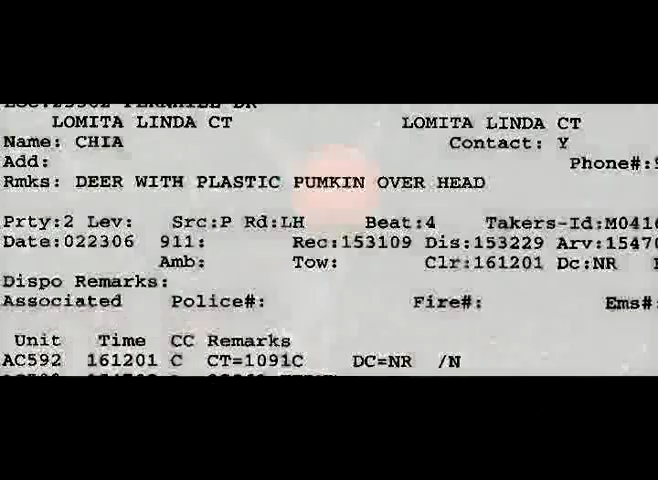 LOMITA LINDA CT LOMITA LINDA CT
Name: CHIA Contact: Y
Add: Phone#:
Rmks: DEER WITH PLASTIC PUMKIN OVER HEAD
Prty:2 Lev: Src:P Rd:LH Beat:4 Takers-Id:M041
Date:022306 911: Rec:153109 Dis:153229 Arv:1547
Amb: Tow: Clr:161201 Dc:NR
Dispo Remarks:
Associated Police#: Fire#: Ems#:
Unit Time CC Remarks
AC592 161201 C CT=1091C DC=NR /N